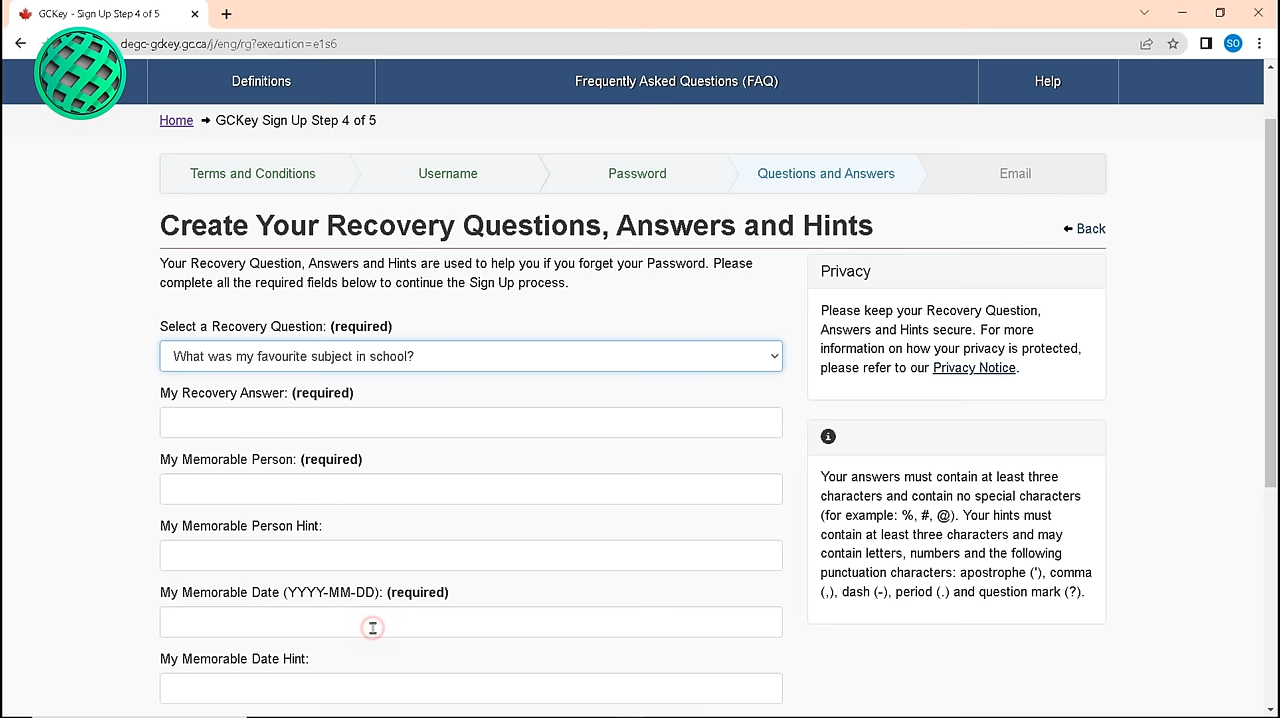 GCKey - Sign Up Step 4 of 5
degc-gckey.gc.ca/j/eng/rg?execution=e1s6
SO
Definitions
Frequently Asked Questions (FAQ)
Help
Home → GCKey Sign Up Step 4 of 5
Terms and Conditions
Username
Password
Questions and Answers
Email
Create Your Recovery Questions, Answers and Hints
← Back
Your Recovery Question, Answers and Hints are used to help you if you forget your Password. Please
complete all the required fields below to continue the Sign Up process.
Select a Recovery Question: (required)
What was my favourite subject in school?
My Recovery Answer: (required)
My Memorable Person: (required)
My Memorable Person Hint:
My Memorable Date (YYYY-MM-DD): (required)
My Memorable Date Hint:
Privacy
Please keep your Recovery Question,
Answers and Hints secure. For more
information on how your privacy is protected,
please refer to our Privacy Notice.
Your answers must contain at least three
characters and contain no special characters
(for example: %, #, @). Your hints must
contain at least three characters and may
contain letters, numbers and the following
punctuation characters: apostrophe ('), comma
(,), dash (-), period (.) and question mark (?).